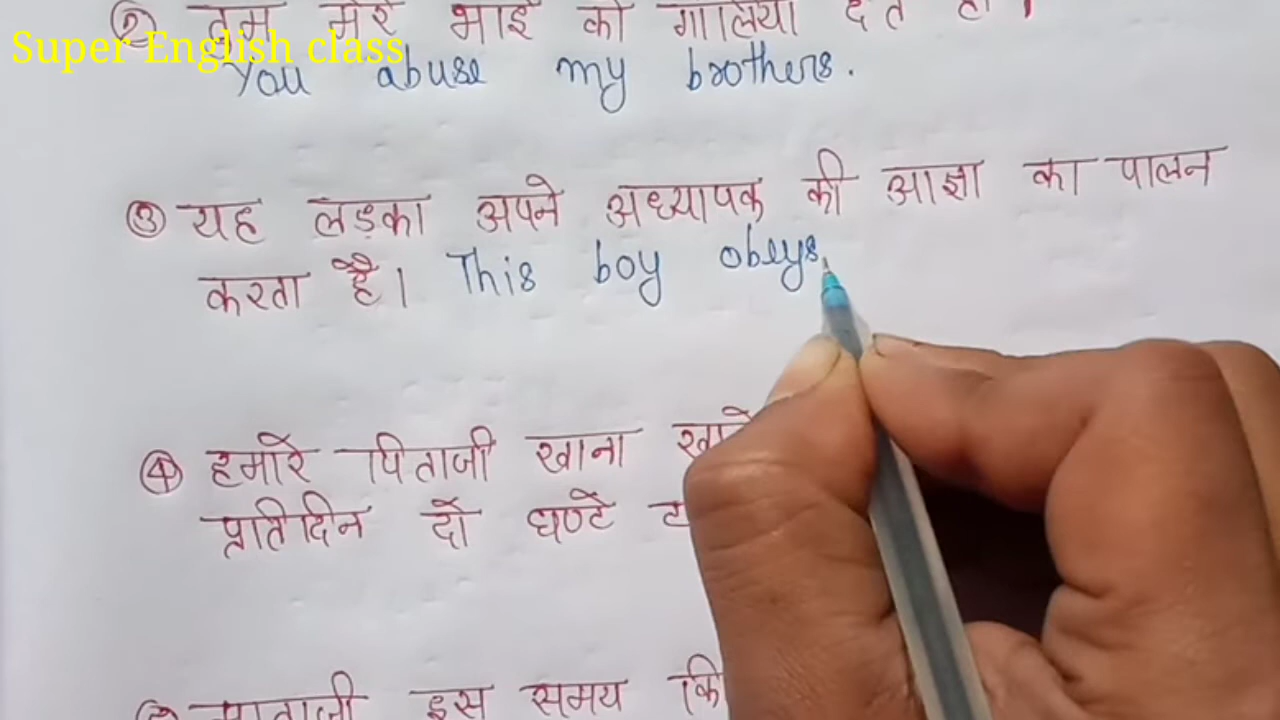 ② तुम मेरे भाई को गालियाँ देते हो।
Super English class
You abuse my brothers.
③ यह लड़का अपने अध्यापक की आज्ञा का पालन
करता है। This boy obeys
④ हमारे पिताजी खाना
प्रतिदिन दो घण्टे
इस समय